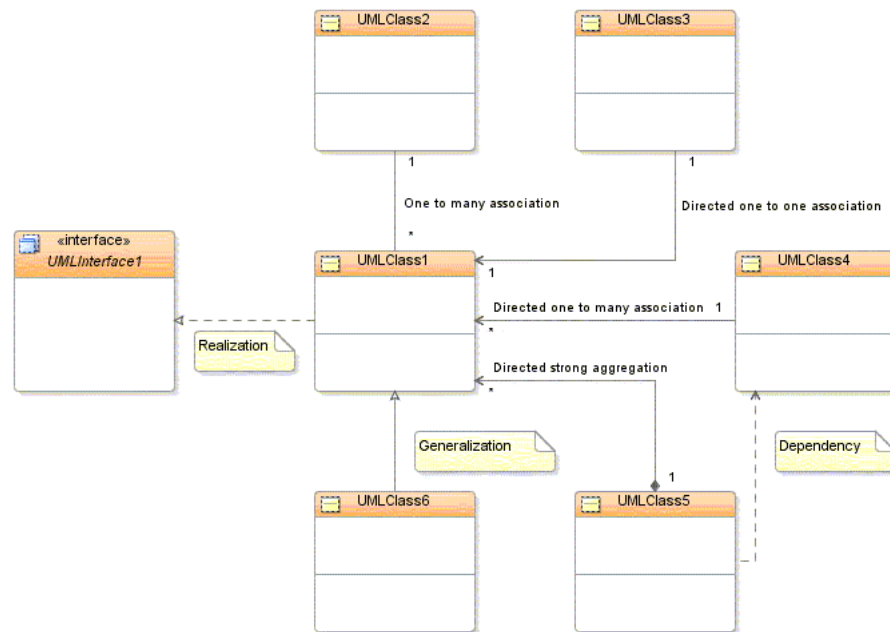 UMLClass2
UMLClass3
1
1
One to many association
Directed one to one association
*
«interface»
UMLInterface1
UMLClass1
1
UMLClass4
Directed one to many association 1
*
Realization
Directed strong aggregation
*
Generalization
Dependency
1
UMLClass6
UMLClass5